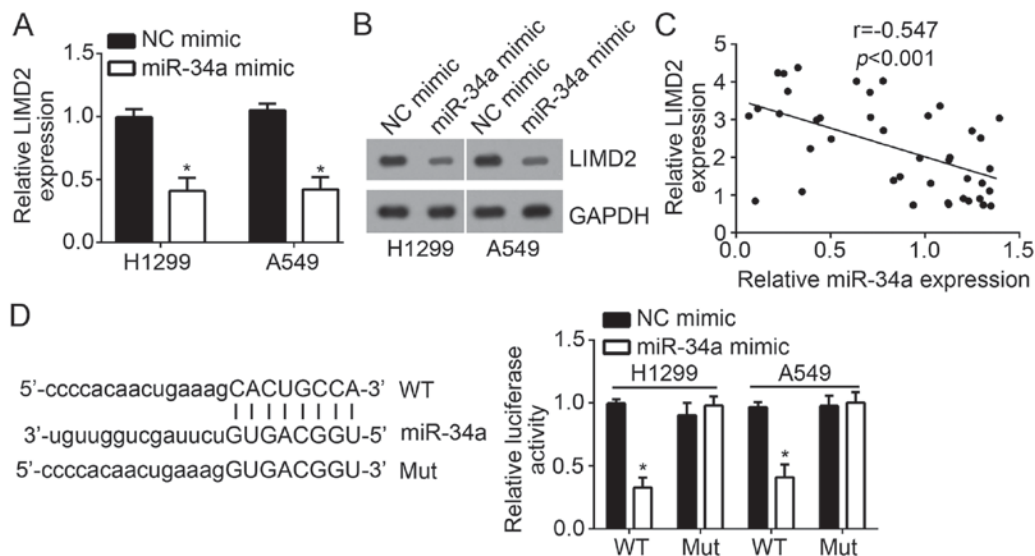 A
NC mimic
miR-34a mimic
Relative LIMD2
expression
1.5
1.0
0.5
0.0
*
*
H1299
A549
B
NC mimic
miR-34a mimic
NC mimic
miR-34a mimic
LIMD2
GAPDH
H1299
A549
C
r=-0.547
p<0.001
Relative LIMD2
expression
5
4
3
2
1
0
0.0
0.5
1.0
1.5
Relative miR-34a expression
D
5’-ccccacaacugaaagCACUGCCA-3’ WT
3’-uguuggucgauucuGUGACGGU-5’ miR-34a
5’-ccccacaacugaaagGUGACGGU-3’ Mut
NC mimic
miR-34a mimic
Relative luciferase
activity
1.5
1.0
0.5
0.0
H1299
A549
*
*
WT
Mut
WT
Mut